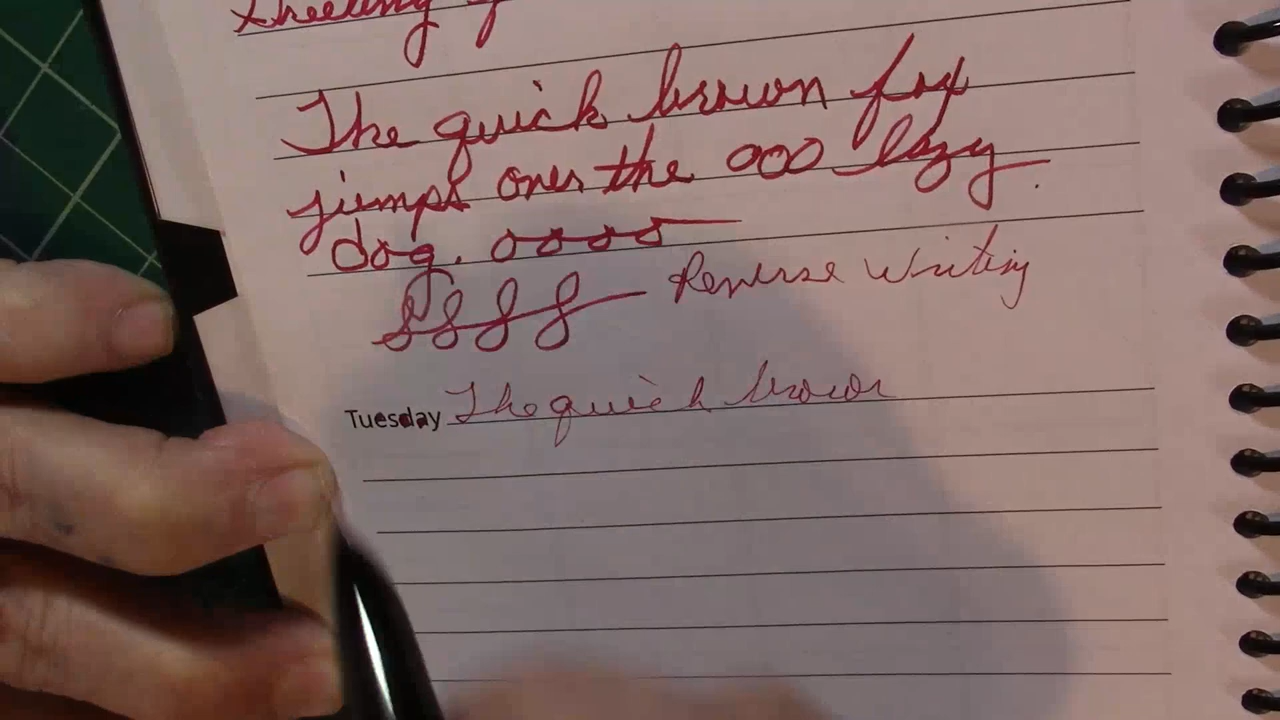 The quick brown fox
jumps over the ooo lazy
dog. oooo
Reverse Writing
Tuesday The quick brown